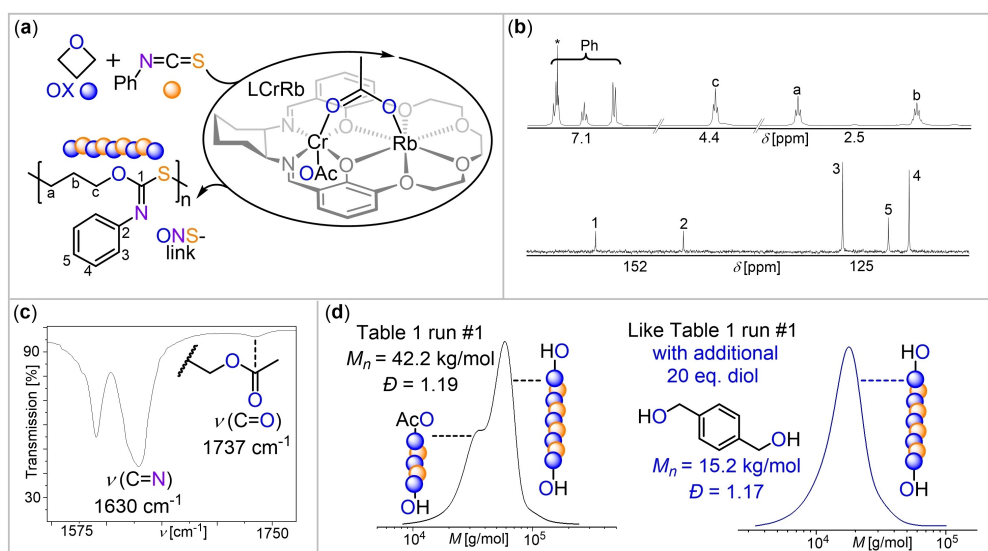 (a)
O
OX
+
N=C=S
Ph
LCrRb
O
O
N
Cr
O
Rb
O
O
N
OAc
O
O
O
O
S
n
a
b
c
1
N
2
3
4
5
ONS-
link
(b)
*
Ph
c
a
b
7.1
4.4
δ [ppm]
2.5
1
2
3
5
4
152
δ [ppm]
125
(c)
Transmission [%]
90
30
O
O
ν (C=O)
1737 cm-1
ν (C=N)
1630 cm-1
1575
ν [cm-1]
1750
(d)
Table 1 run #1
Mn = 42.2 kg/mol
Đ = 1.19
AcO
OH
HO
OH
10⁴
M [g/mol]
10⁵
Like Table 1 run #1
with additional
20 eq. diol
HO
OH
Mn = 15.2 kg/mol
Đ = 1.17
HO
OH
10⁴
M [g/mol]
10⁵